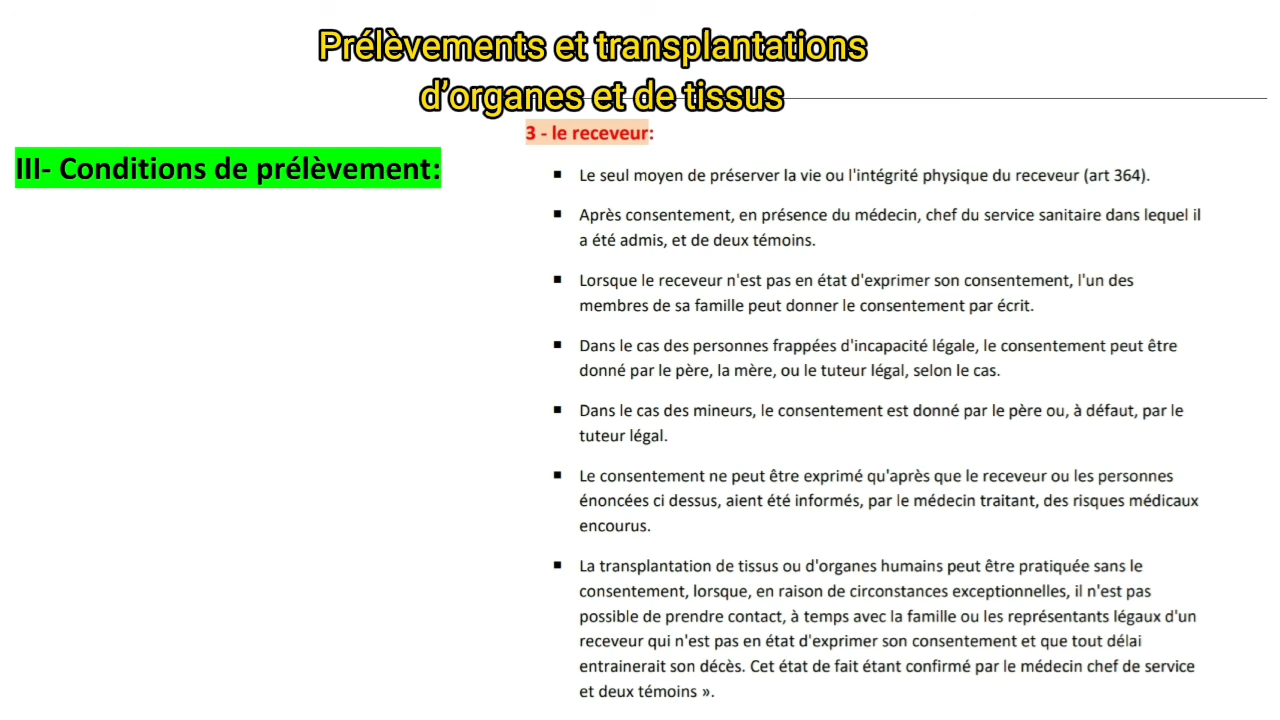 Prélèvements et transplantations
d’organes et de tissus
III- Conditions de prélèvement:
3 - le receveur:
▪ Le seul moyen de préserver la vie ou l'intégrité physique du receveur (art 364).
▪ Après consentement, en présence du médecin, chef du service sanitaire dans lequel il
a été admis, et de deux témoins.
▪ Lorsque le receveur n'est pas en état d'exprimer son consentement, l'un des
membres de sa famille peut donner le consentement par écrit.
▪ Dans le cas des personnes frappées d'incapacité légale, le consentement peut être
donné par le père, la mère, ou le tuteur légal, selon le cas.
▪ Dans le cas des mineurs, le consentement est donné par le père ou, à défaut, par le
tuteur légal.
▪ Le consentement ne peut être exprimé qu'après que le receveur ou les personnes
énoncées ci dessus, aient été informés, par le médecin traitant, des risques médicaux
encourus.
▪ La transplantation de tissus ou d'organes humains peut être pratiquée sans le
consentement, lorsque, en raison de circonstances exceptionnelles, il n'est pas
possible de prendre contact, à temps avec la famille ou les représentants légaux d'un
receveur qui n'est pas en état d'exprimer son consentement et que tout délai
entrainerait son décès. Cet état de fait étant confirmé par le médecin chef de service
et deux témoins ».